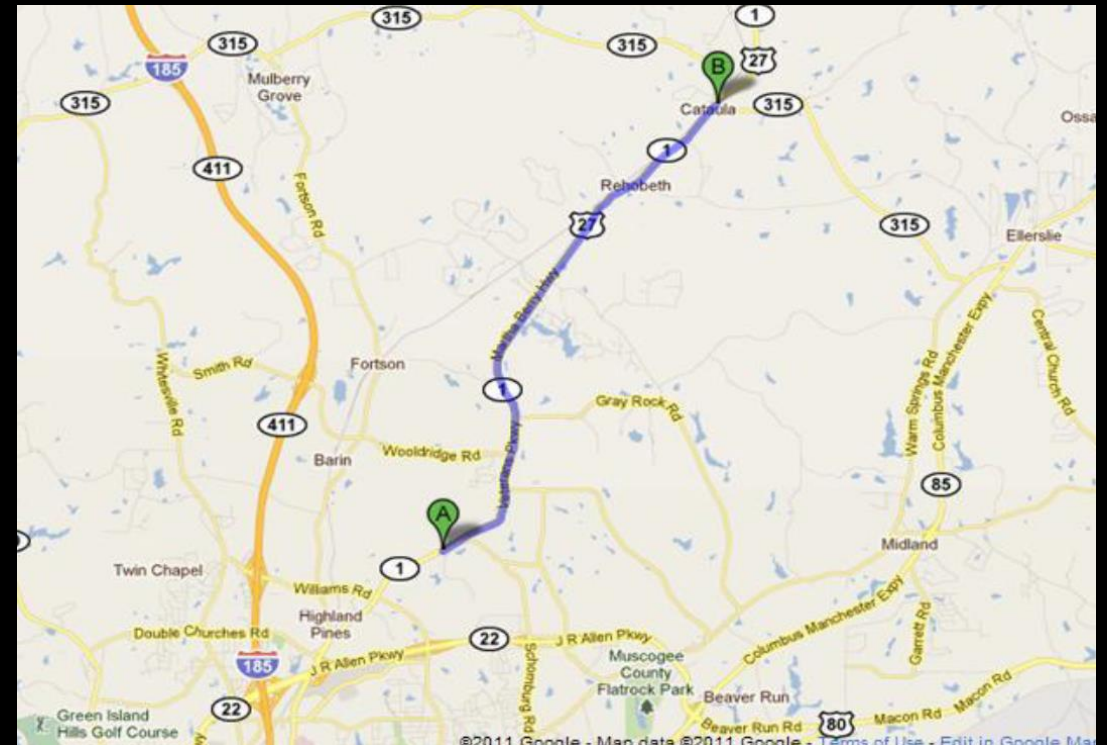 315
1
315
315
27
B
185
Mulberry
Grove
315
Cataula
315
411
Fortson Rd
1
Rehobeth
27
315
Ellerslie
Martha Berry Hwy
Central Church Rd
Whitesville Rd
Smith Rd
Fortson
1
Gray Rock Rd
Warm Springs Rd
Columbus Manchester Expy
411
Barin
Wooldridge Rd
Veterans Pkwy
85
A
Midland
Twin Chapel
1
Williams Rd
Highland
Pines
Columbus Manchester Expy
Garrett Rd
Double Churches Rd
22
J R Allen Pkwy
185
J R Allen Pkwy
Schomburg Rd
Muscogee
County
Flatrock Park
Beaver Run
Macon Rd
Macon Rd
22
Green Island
Hills Golf Course
Beaver Run Rd
80
©2011 Google - Map data ©2011 Google - Terms of Use - Edit in Google